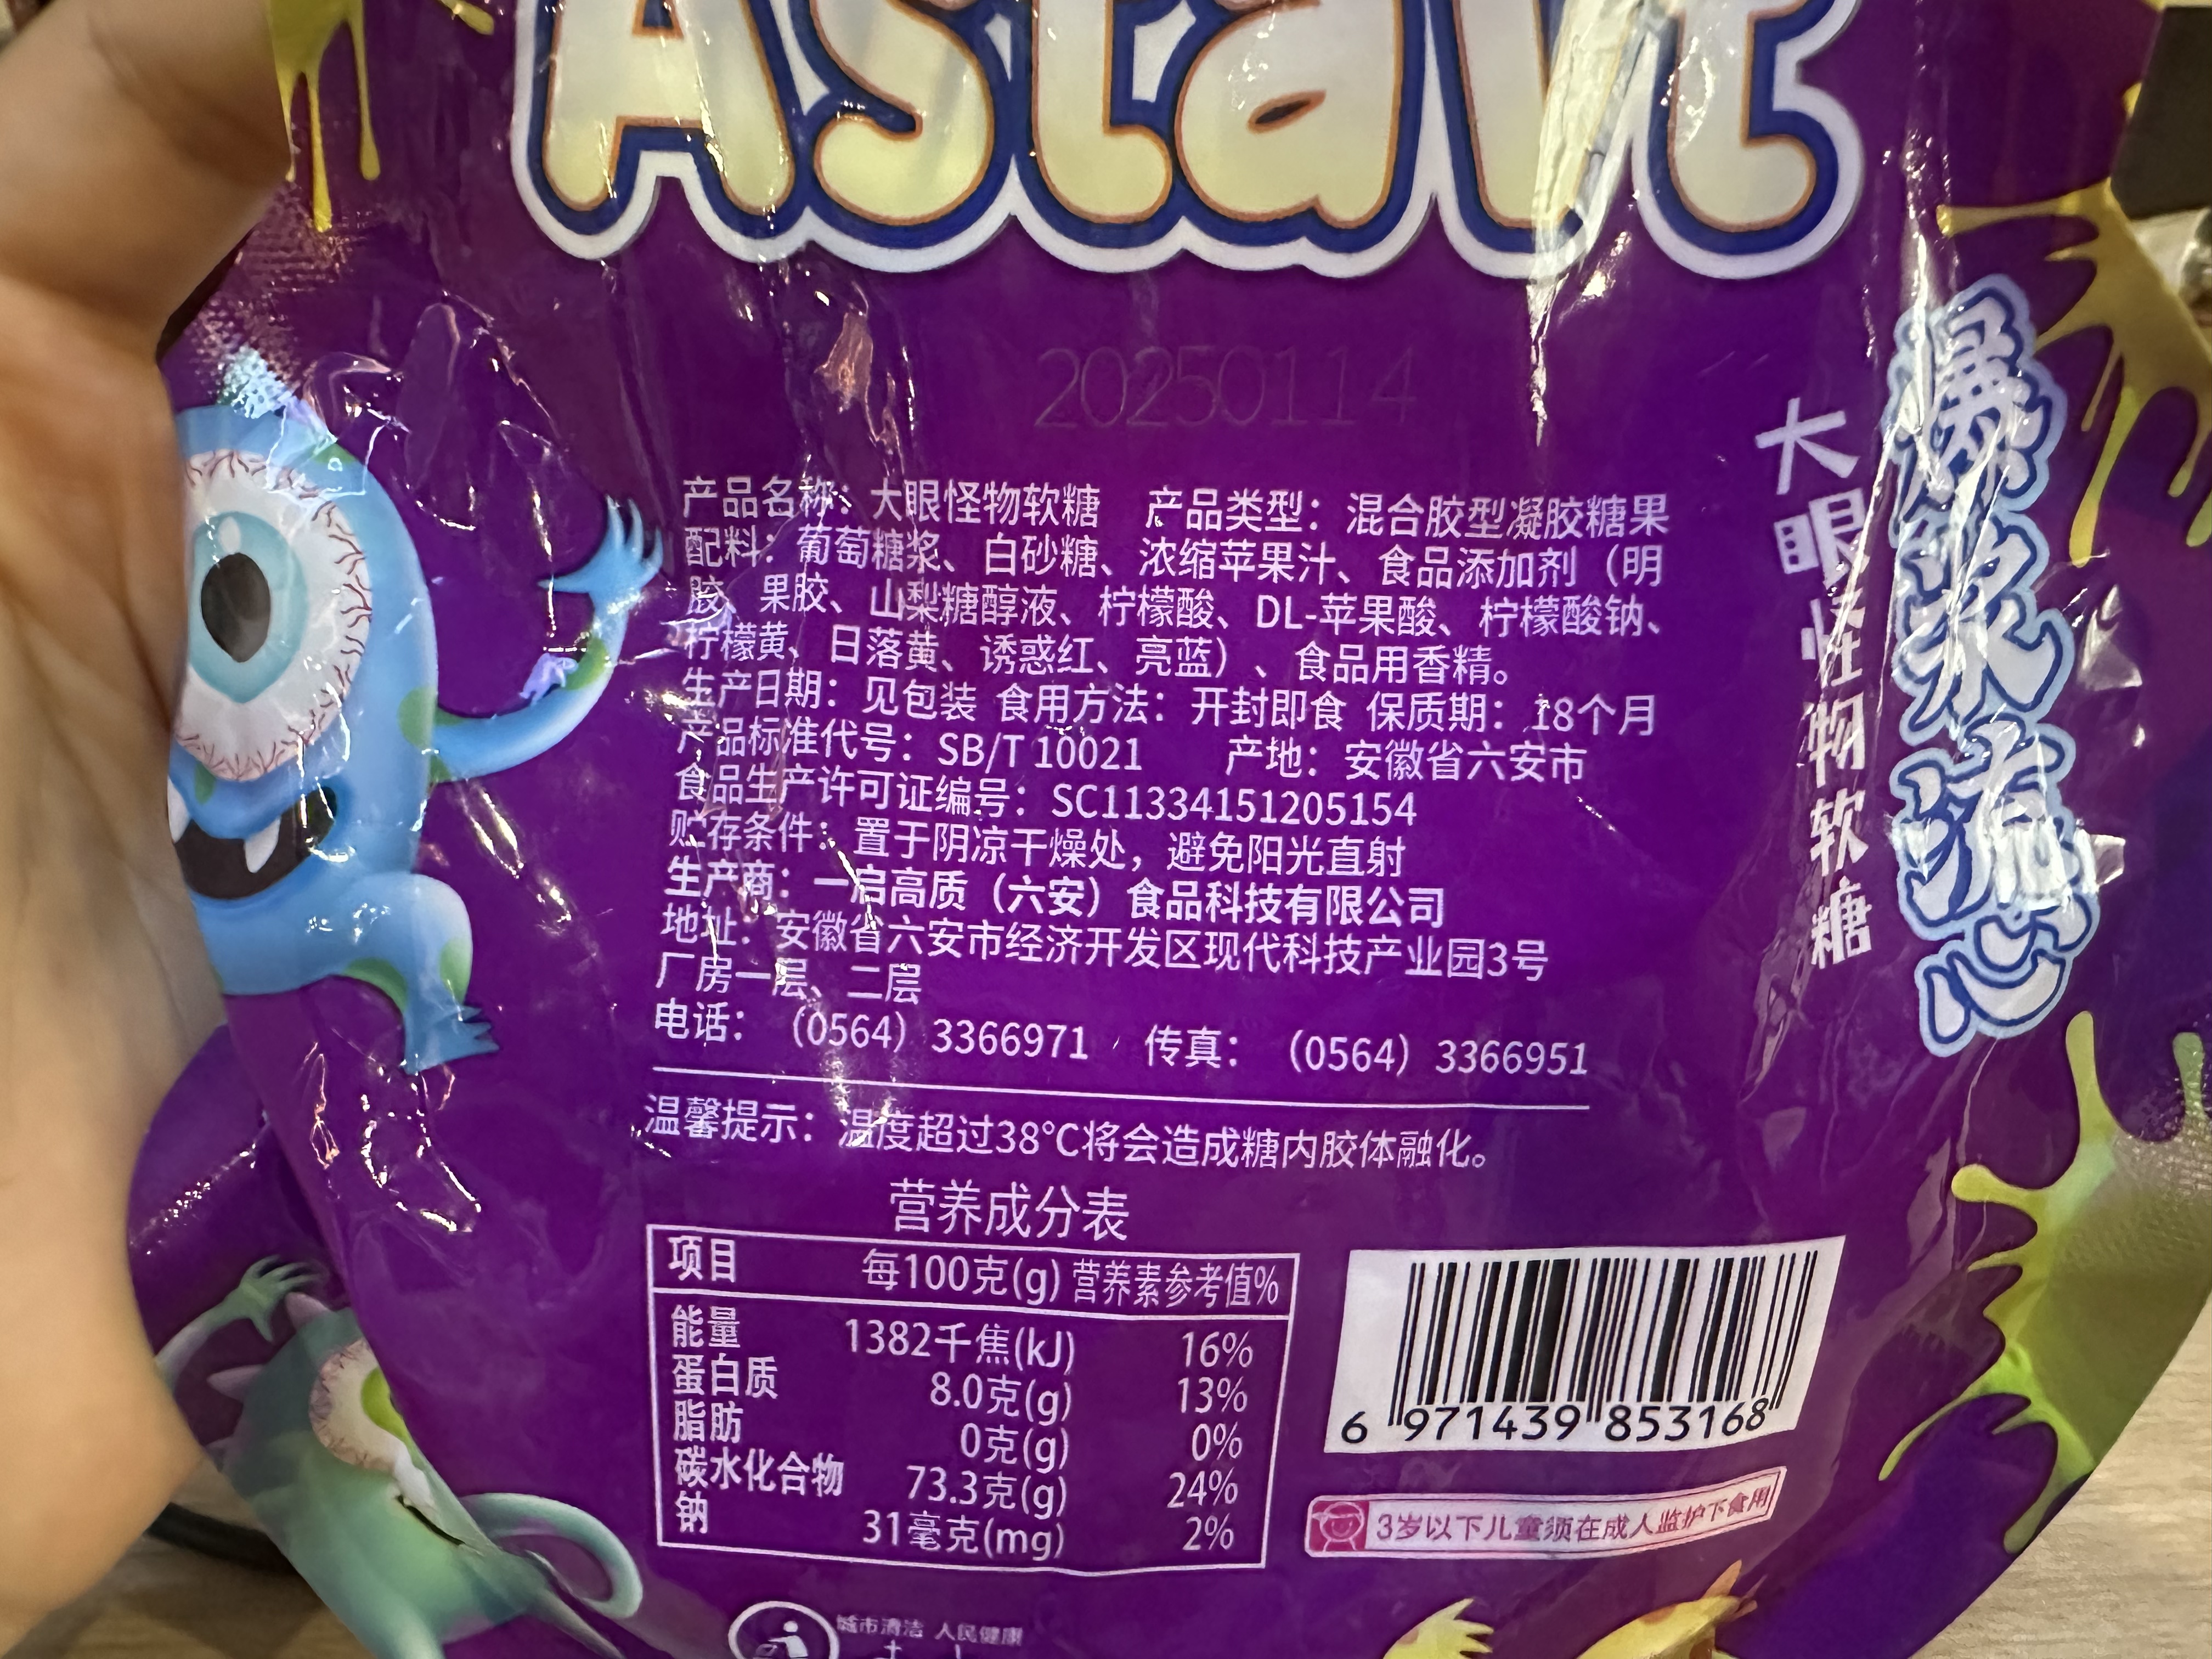 Astavt
20250114
产品名称：大眼怪物软糖 产品类型：混合胶型凝胶糖果
配料：葡萄糖浆、白砂糖、浓缩苹果汁、食品添加剂（明
胶、果胶、山梨糖醇液、柠檬酸、DL-苹果酸、柠檬酸钠、
柠檬黄、日落黄、诱惑红、亮蓝）、食品用香精。
生产日期：见包装 食用方法：开封即食 保质期：18个月
产品标准代号：SB/T 10021 产地：安徽省六安市
食品生产许可证编号：SC11334151205154
贮存条件：置于阴凉干燥处，避免阳光直射
生产商：一启高质（六安）食品科技有限公司
地址：安徽省六安市经济开发区现代科技产业园3号
厂房一层、二层
电话：（0564）3366971 传真：（0564）3366951
温馨提示：温度超过38℃将会造成糖内胶体融化。
营养成分表
项目 每100克(g) 营养素参考值%
能量 1382千焦(kJ) 16%
蛋白质 8.0克(g) 13%
脂肪 0克(g) 0%
碳水化合物 73.3克(g) 24%
钠 31毫克(mg) 2%
6 971439 853168
3岁以下儿童须在成人监护下食用
城市清洁 人民健康
大眼怪物软糖
爆浆流心